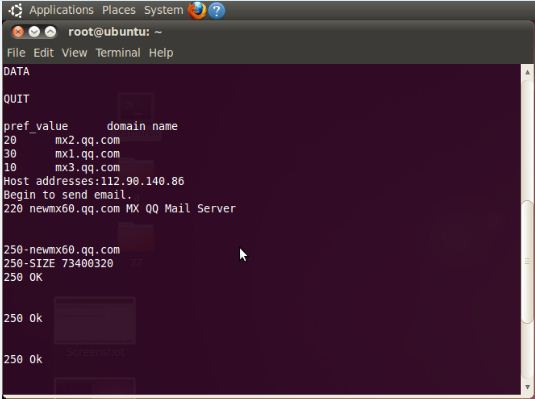 Applications Places System
root@ubuntu: ~
File Edit View Terminal Help
DATA
QUIT
pref_value domain name
20 mx2.qq.com
30 mx1.qq.com
10 mx3.qq.com
Host addresses:112.90.140.86
Begin to send email.
220 newmx60.qq.com MX QQ Mail Server
250-newmx60.qq.com
250-SIZE 73400320
250 OK
250 Ok
Screenshot
250 Ok